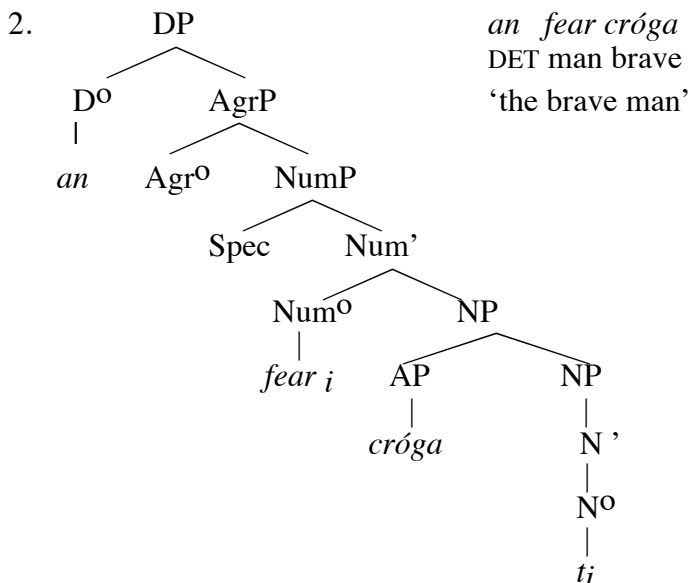 2. DP an fear cróga
DET man brave
Dᴼ AgrP ‘the brave man’
an Agrᴼ NumP
Spec Num’
Numᴼ NP
fear i AP NP
cróga N ’
Nᴼ
ti